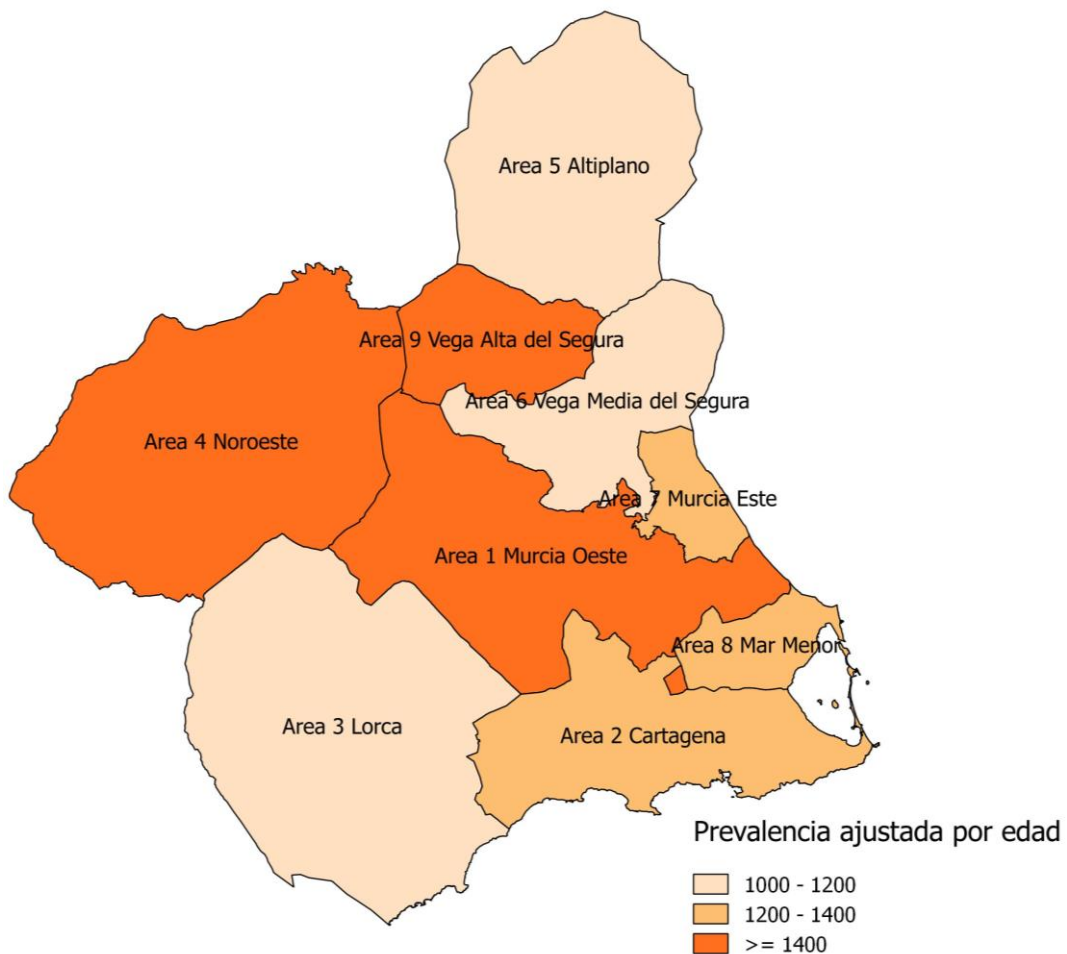 Area 5 Altiplano
Area 9 Vega Alta del Segura
Area 6 Vega Media del Segura
Area 4 Noroeste
Area 7 Murcia Este
Area 1 Murcia Oeste
Area 8 Mar Menor
Area 3 Lorca
Area 2 Cartagena
Prevalencia ajustada por edad
1000 - 1200
1200 - 1400
>= 1400